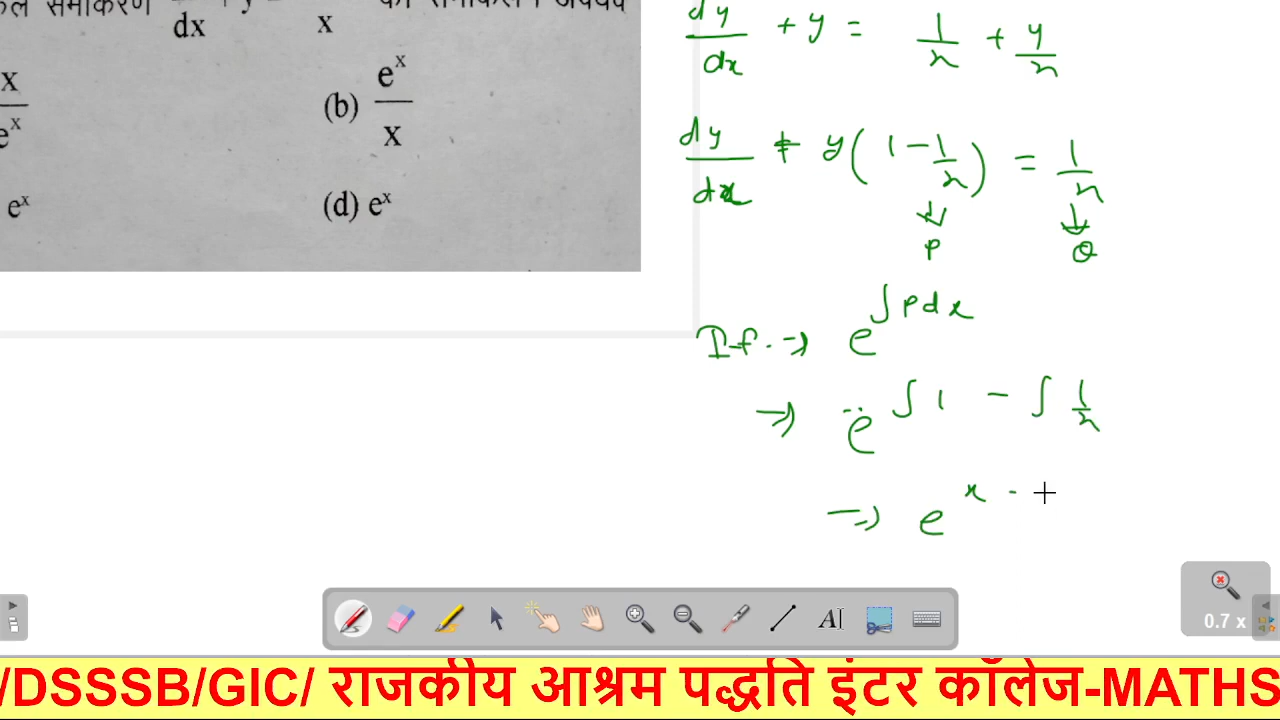 समीकरण
dx
x
x
eˣ
(b) eˣ/x
eˣ
(d) eˣ
dy/dx + y = 1/x + y/x
dy/dx + y(1 - 1/x) = 1/x
P
Q
I.f. → e^∫Pdx
⇒ e^∫1 - ∫1/x
⇒ e^x -
AI
0.7 x
/DSSSB/GIC/ राजकीय आश्रम पद्धति इंटर कॉलेज-MATHS